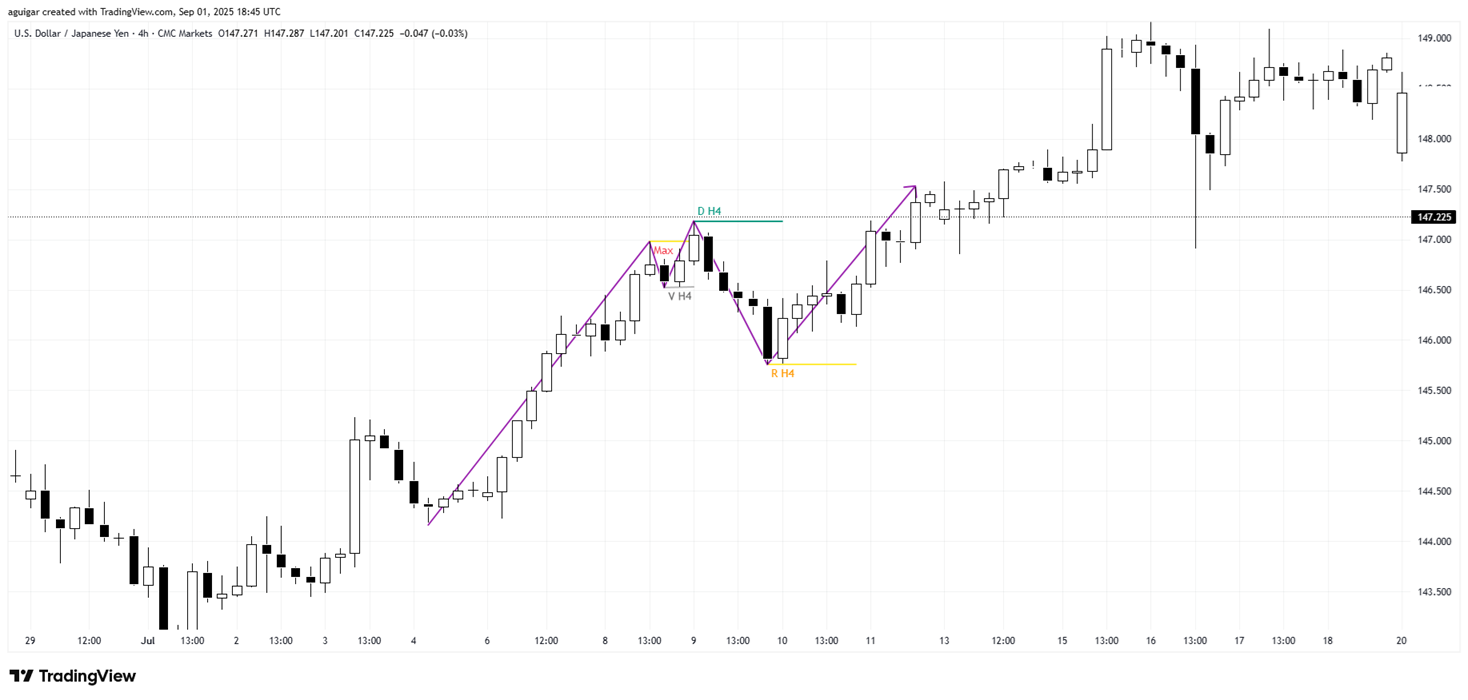 aguigar created with TradingView.com, Sep 01, 2025 18:45 UTC
U.S. Dollar / Japanese Yen · 4h · CMC Markets O147.271 H147.287 L147.201 C147.225 −0.047 (−0.03%)
149.000
148.000
147.500
147.225
147.000
146.500
146.000
145.500
145.000
144.500
144.000
143.500
D H4
Max
V H4
R H4
29 12:00 Jul 13:00 2 13:00 3 13:00 4 6 12:00 8 13:00 9 13:00 10 13:00 11 13 12:00 15 13:00 16 13:00 17 13:00 18 20
TradingView